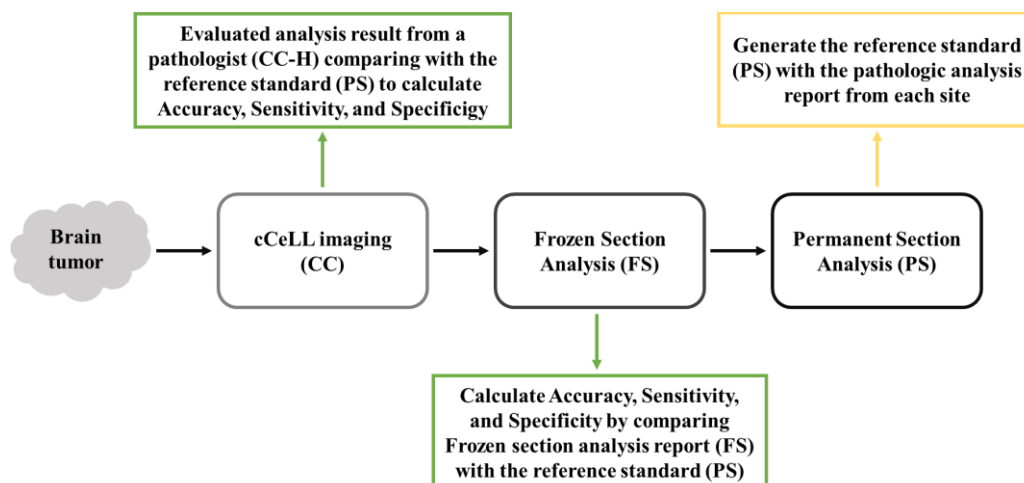 Evaluated analysis result from a
pathologist (CC-H) comparing with the
reference standard (PS) to calculate
Accuracy, Sensitivity, and Specificigy
Generate the reference standard
(PS) with the pathologic analysis
report from each site
Brain
tumor
cCeLL imaging
(CC)
Frozen Section
Analysis (FS)
Permanent Section
Analysis (PS)
Calculate Accuracy, Sensitivity,
and Specificity by comparing
Frozen section analysis report (FS)
with the reference standard (PS)